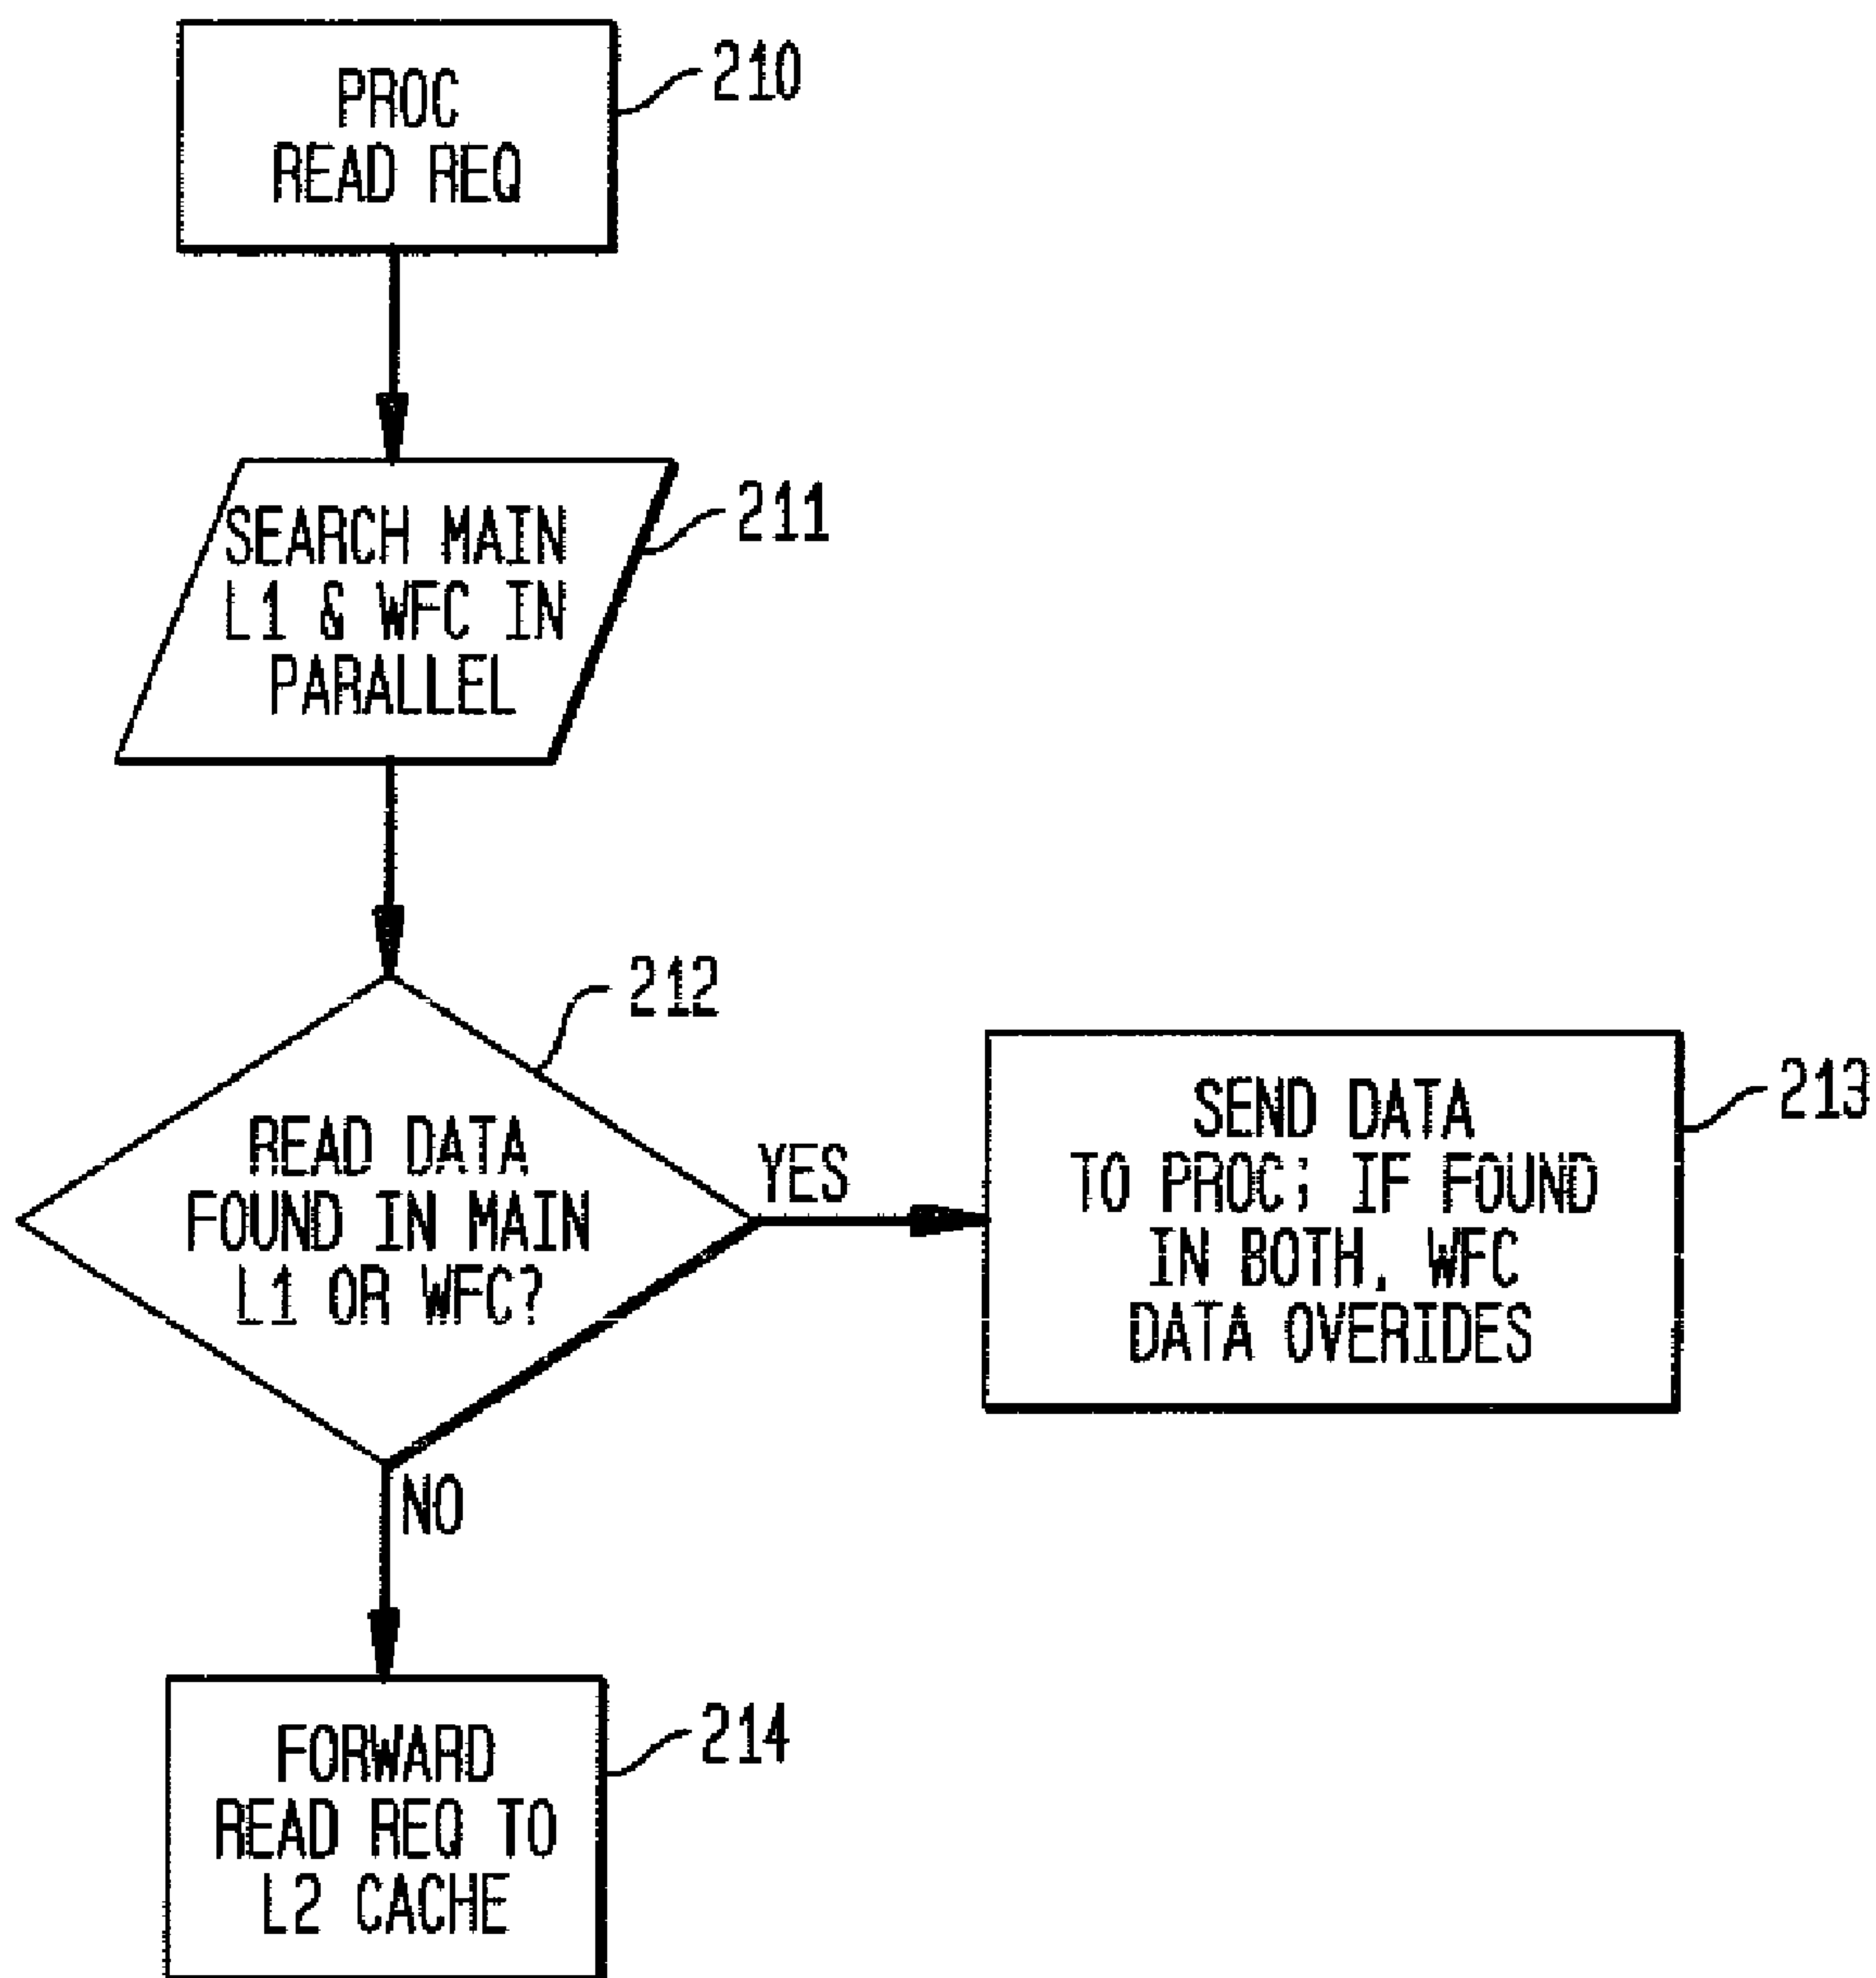 PROC
READ REQ
210
SEARCH MAIN
L1 & WFC IN
PARALLEL
211
READ DATA
FOUND IN MAIN
L1 OR WFC?
212
YES
SEND DATA
TO PROC; IF FOUND
IN BOTH, WFC
DATA OVERIDES
213
NO
FORWARD
READ REQ TO
L2 CACHE
214